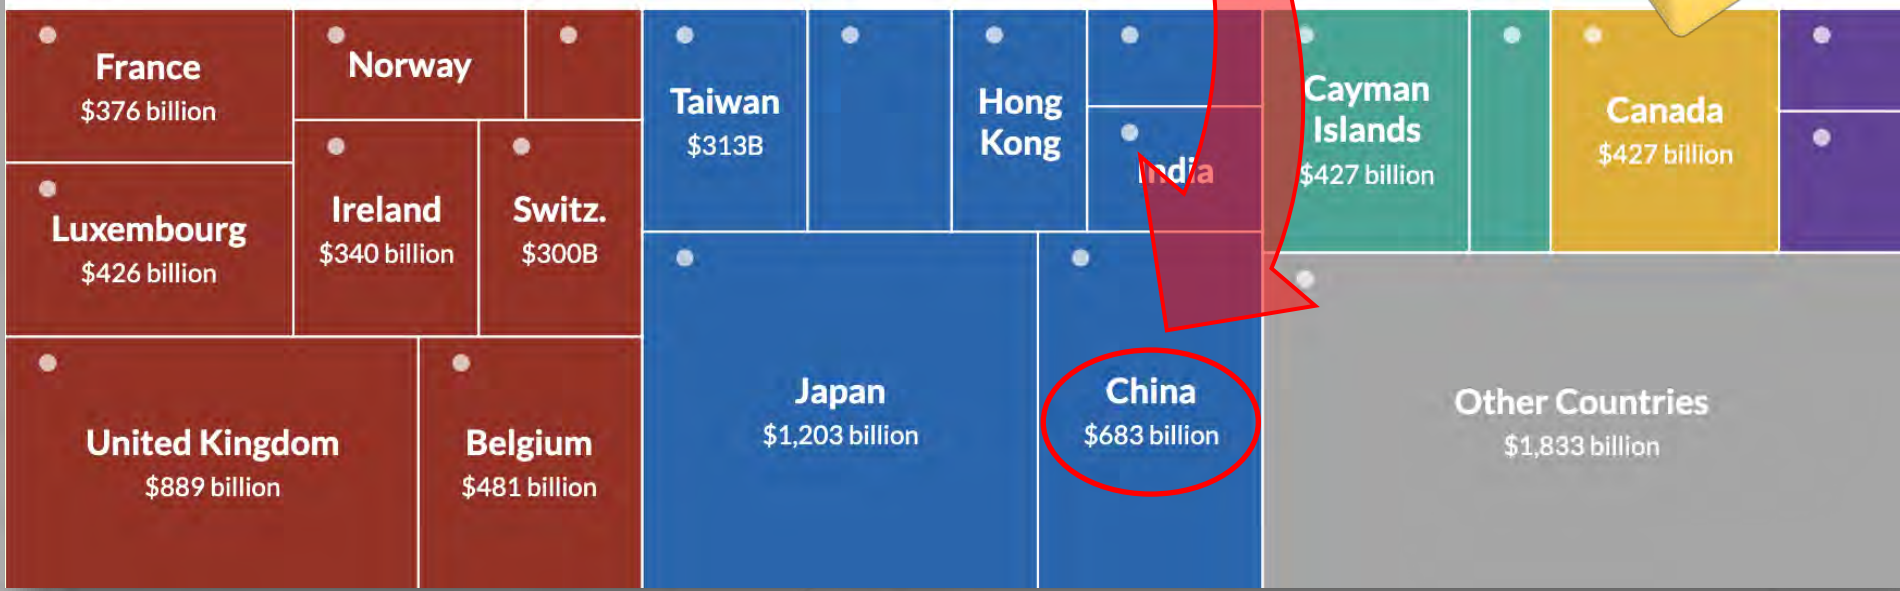 France
$376 billion
Norway
Luxembourg
$426 billion
Ireland
$340 billion
Switz.
$300B
United Kingdom
$889 billion
Belgium
$481 billion
Taiwan
$313B
Hong
Kong
India
Japan
$1,203 billion
China
$683 billion
Cayman
Islands
$427 billion
Canada
$427 billion
Other Countries
$1,833 billion